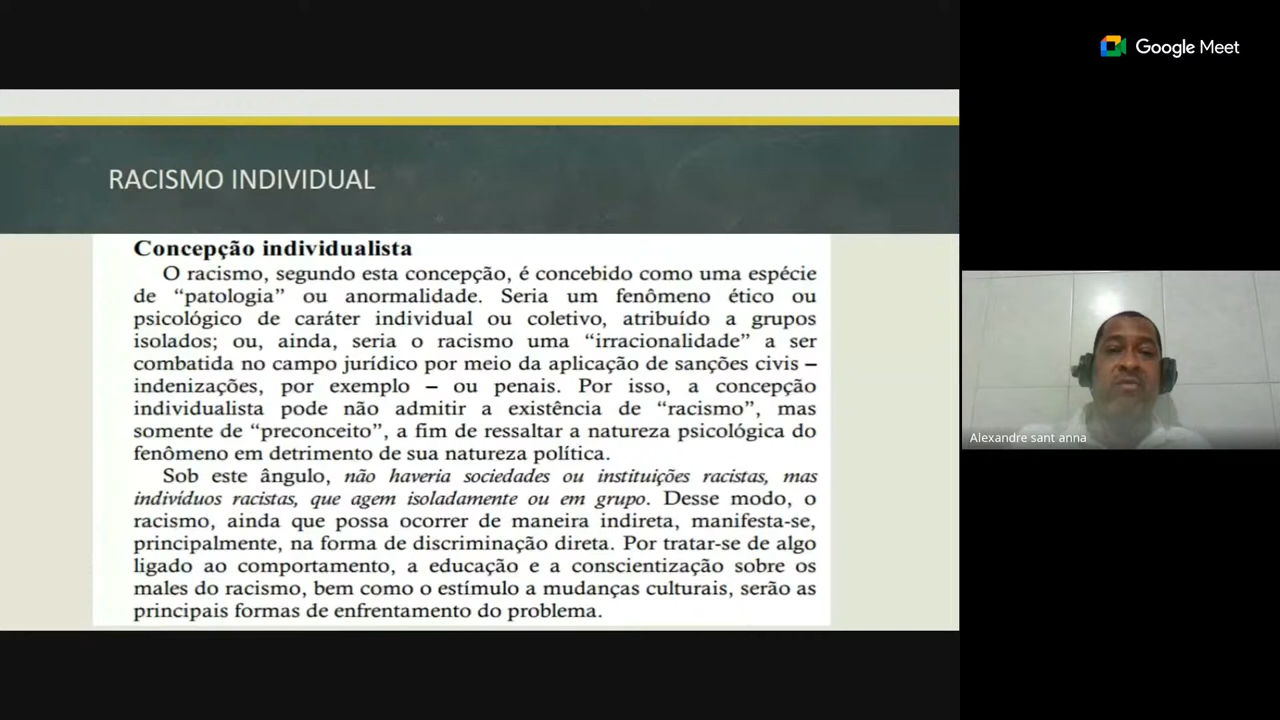 RACISMO INDIVIDUAL
Concepção individualista
O racismo, segundo esta concepção, é concebido como uma espécie
de “patologia” ou anormalidade. Seria um fenômeno ético ou
psicológico de caráter individual ou coletivo, atribuído a grupos
isolados; ou, ainda, seria o racismo uma “irracionalidade” a ser
combatida no campo jurídico por meio da aplicação de sanções civis –
indenizações, por exemplo – ou penais. Por isso, a concepção
individualista pode não admitir a existência de “racismo”, mas
somente de “preconceito”, a fim de ressaltar a natureza psicológica do
fenômeno em detrimento de sua natureza política.
Sob este ângulo, não haveria sociedades ou instituições racistas, mas
indivíduos racistas, que agem isoladamente ou em grupo. Desse modo, o
racismo, ainda que possa ocorrer de maneira indireta, manifesta-se,
principalmente, na forma de discriminação direta. Por tratar-se de algo
ligado ao comportamento, a educação e a conscientização sobre os
males do racismo, bem como o estímulo a mudanças culturais, serão as
principais formas de enfrentamento do problema.
Google Meet
Alexandre sant anna